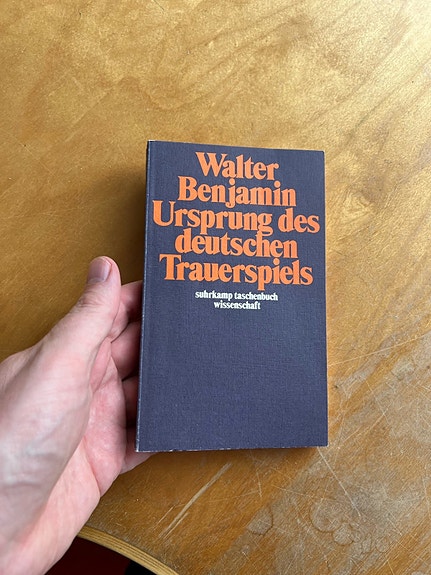 Walter
Benjamin
Ursprung des
deutschen
Trauerspiels
suhrkamp taschenbuch
wissenschaft